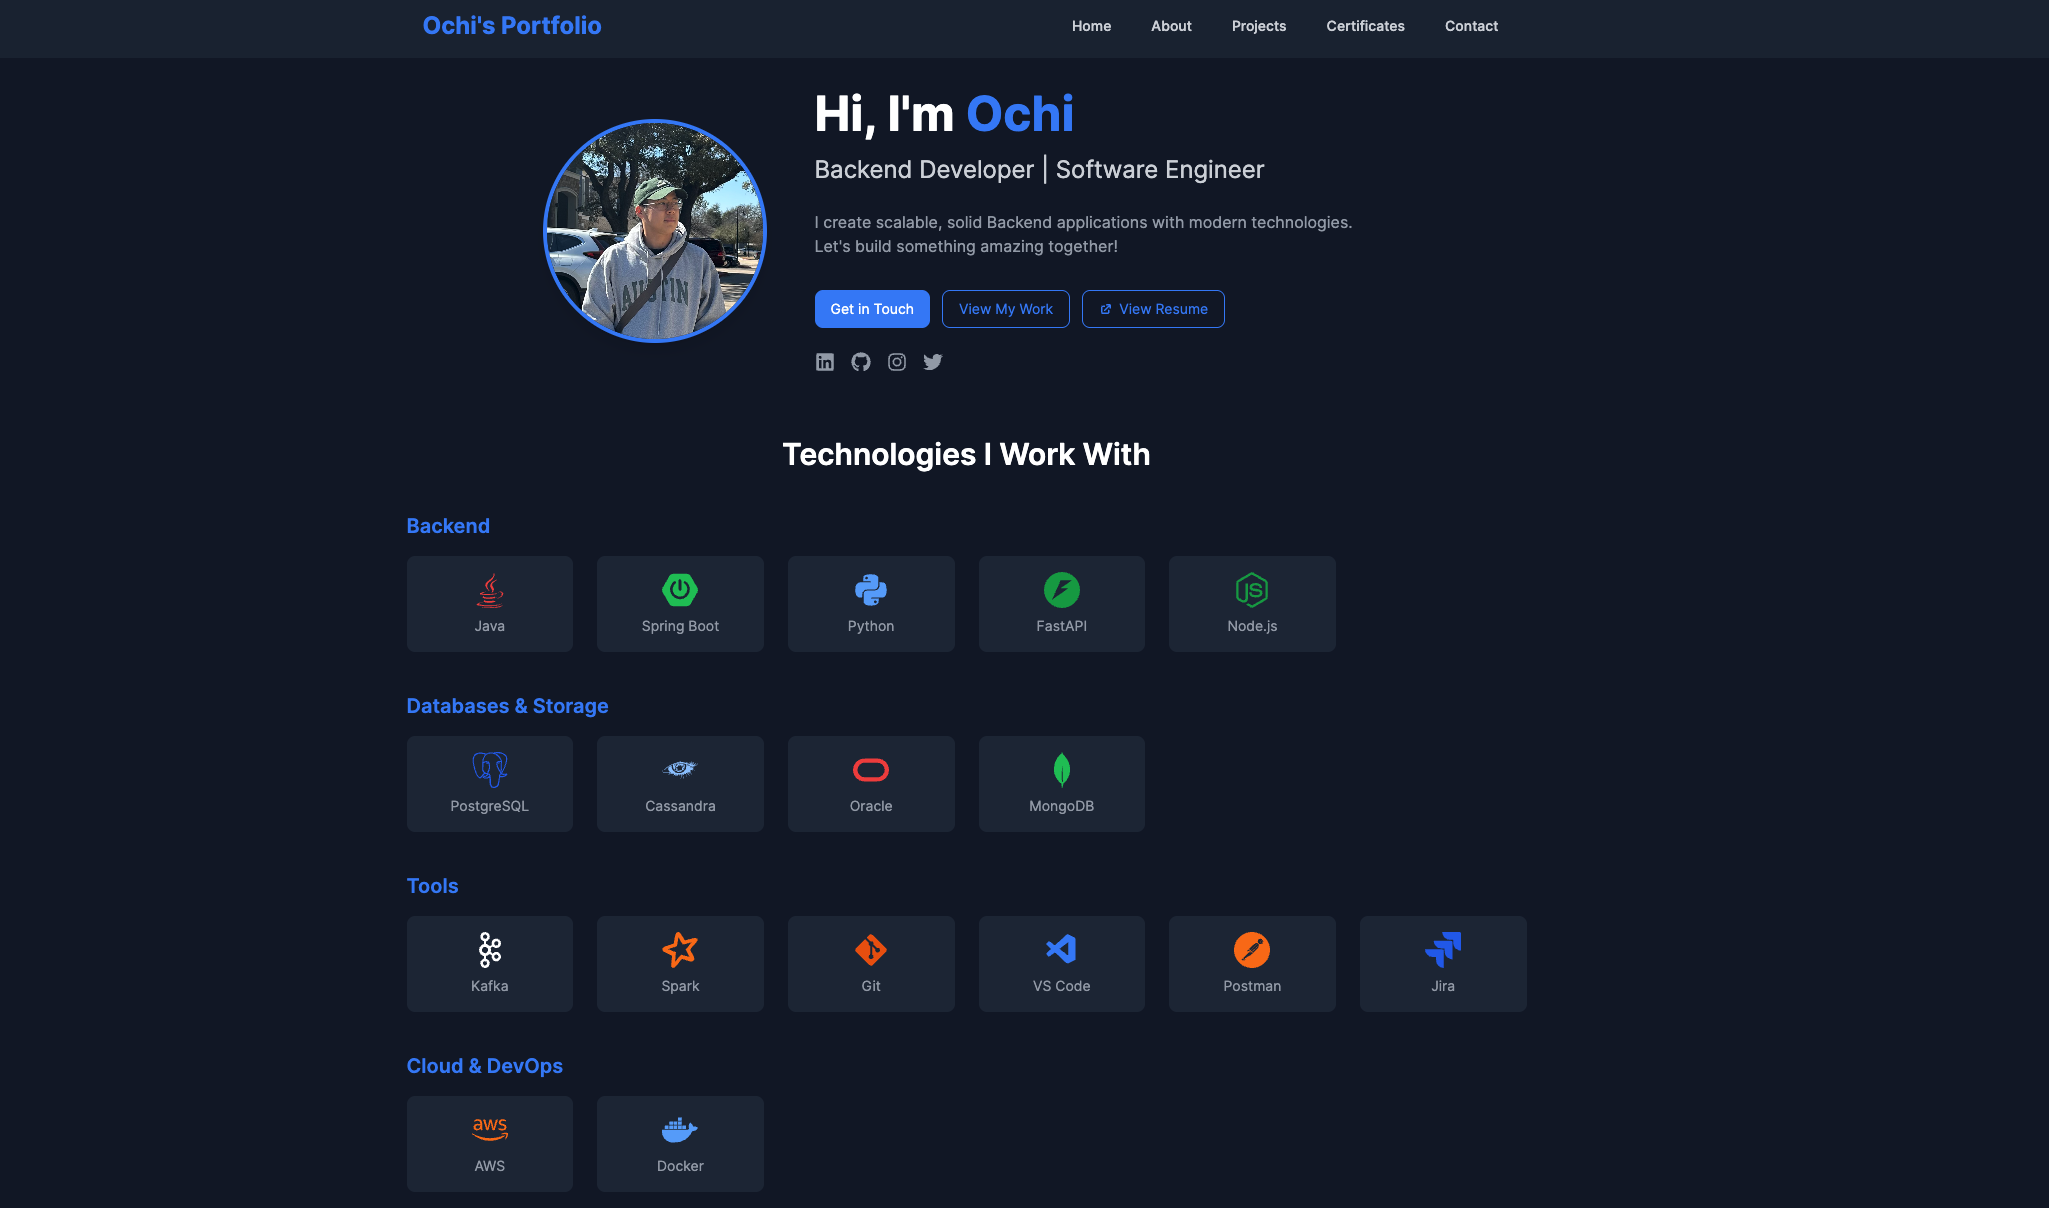 Ochi's Portfolio
Home
About
Projects
Certificates
Contact
Hi, I'm Ochi
Backend Developer | Software Engineer
I create scalable, solid Backend applications with modern technologies.
Let's build something amazing together!
Get in Touch
View My Work
View Resume
AUSTIN
Technologies I Work With
Backend
Java
Spring Boot
Python
FastAPI
JS
Node.js
Databases & Storage
PostgreSQL
Cassandra
Oracle
MongoDB
Tools
Kafka
Spark
Git
VS Code
Postman
Jira
Cloud & DevOps
aws
AWS
Docker